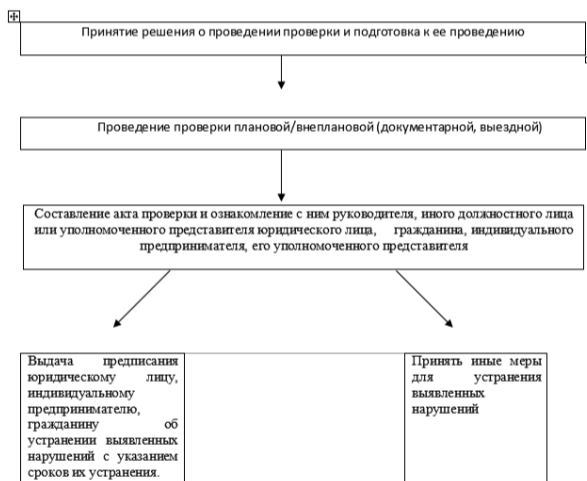 Принятие решения о проведении проверки и подготовка к ее проведению
Проведение проверки плановой/внеплановой (документарной, выездной)
Составление акта проверки и ознакомление с ним руководителя, иного должностного лица
или уполномоченного представителя юридического лица, гражданина, индивидуального
предпринимателя, его уполномоченного представителя
Выдача предписания
юридическому лицу,
индивидуальному
предпринимателю,
гражданину об
устранении выявленных
нарушений с указанием
сроков их устранения.
Принять иные меры
для устранения
выявленных
нарушений